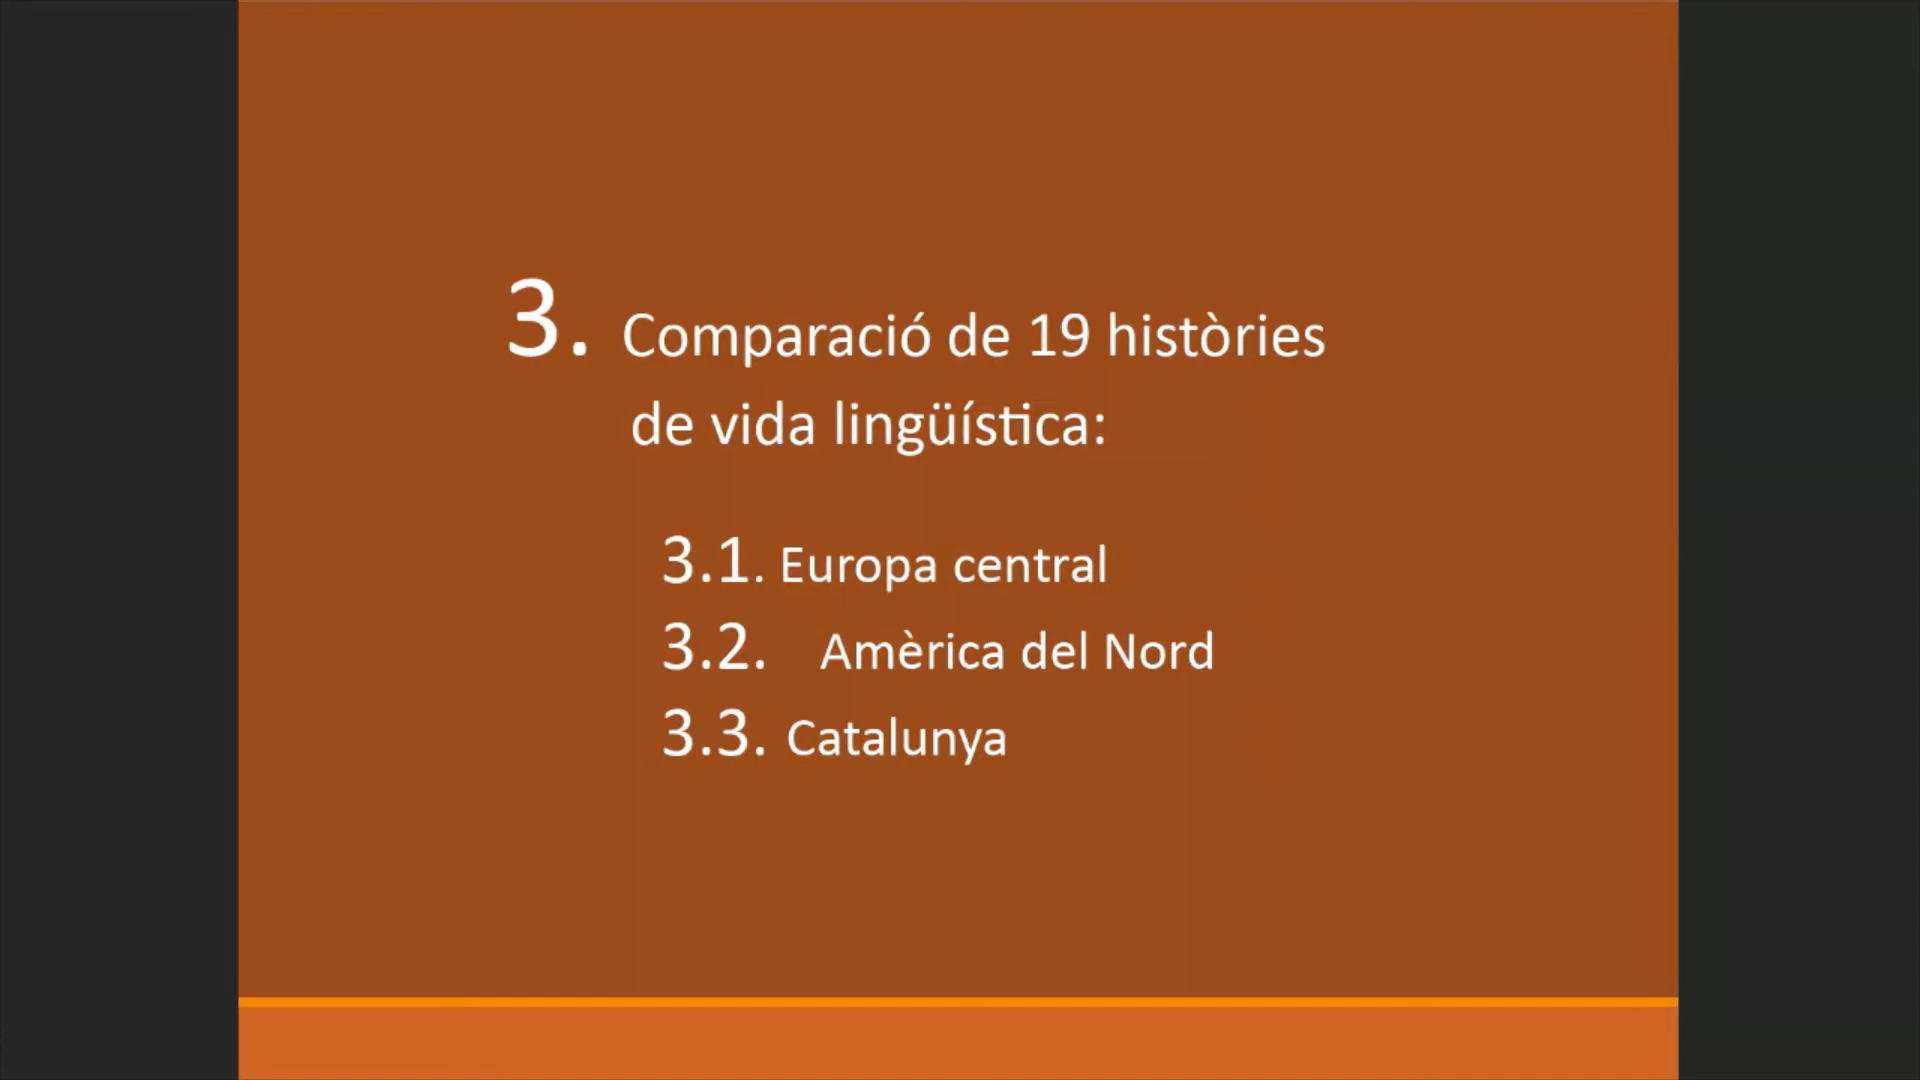 3. Comparació de 19 històries
de vida lingüística:
3.1. Europa central
3.2. Amèrica del Nord
3.3. Catalunya